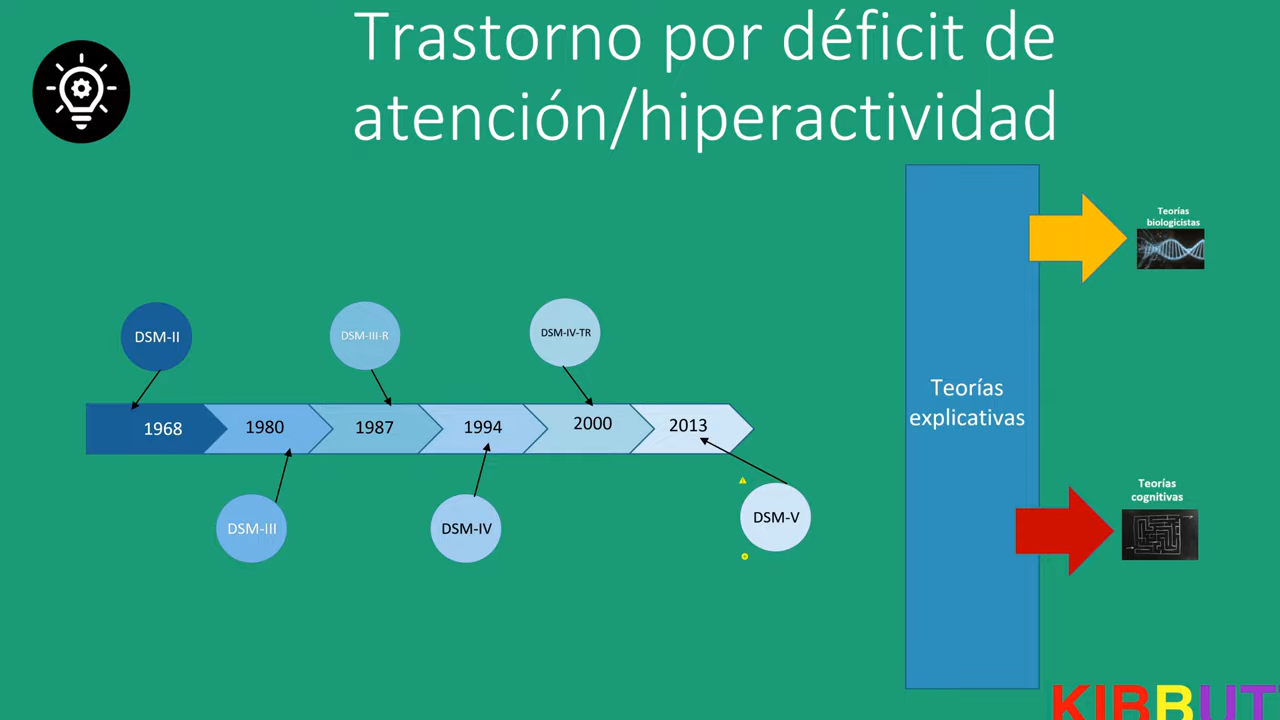 Trastorno por déficit de
atención/hiperactividad
DSM-II
DSM-III-R
DSM-IV-TR
1968
1980
1987
1994
2000
2013
DSM-III
DSM-IV
DSM-V
Teorías
explicativas
Teorías
biologicistas
Teorías
cognitivas
KIBBUT